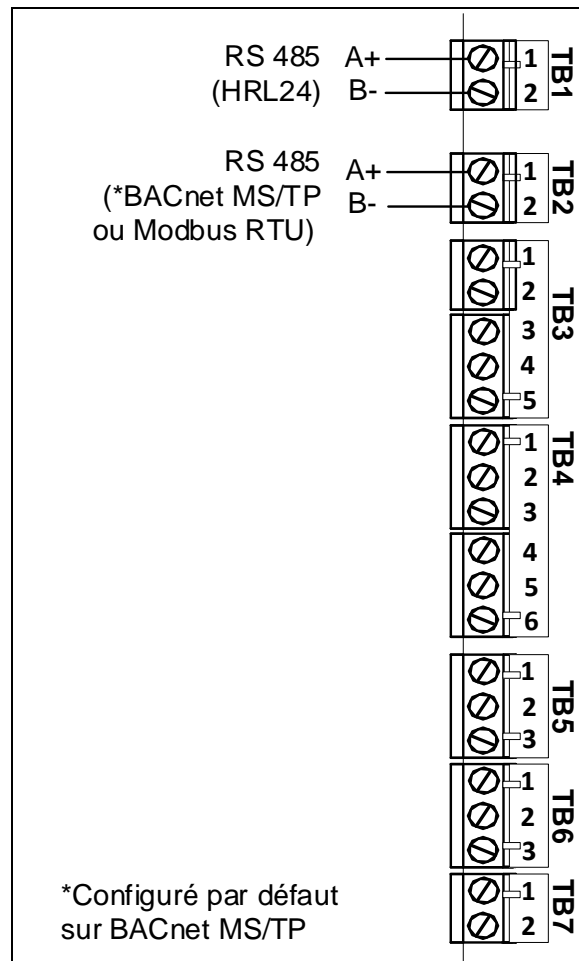 RS 485 A+ 1 TB1
(HRL24) B- 2
RS 485 A+ 1 TB2
(*BACnet MS/TP B- 2
ou Modbus RTU)
1 TB3
2
3
4
5
1 TB4
2
3
4
5
6
1 TB5
2
3
1 TB6
2
3
*Configuré par défaut 1 TB7
sur BACnet MS/TP 2